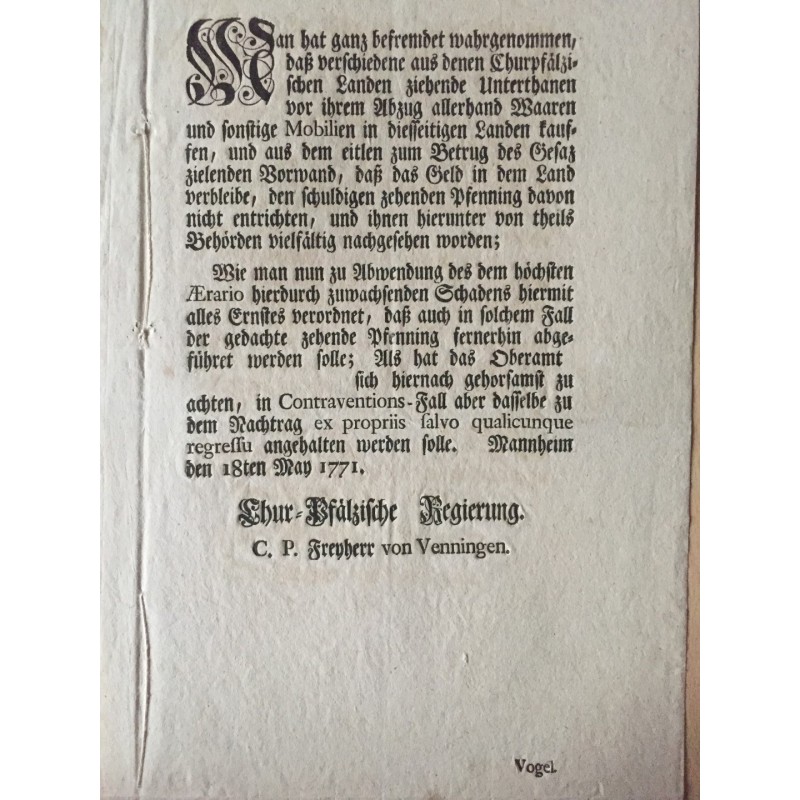 Man hat ganz befremdet wahrgenommen,
daß verschiedene aus denen Churpfälzi-
schen Landen ziehende Unterthanen
vor ihrem Abzug allerhand Waaren
und sonstige Mobilien in diesseitigen Landen kauf-
fen, und aus dem eitlen zum Betrug des Gesaz
zielenden Vorwand, daß das Geld in dem Land
verbleibe, den schuldigen zehenden Pfenning davon
nicht entrichten, und ihnen hierunter von theils
Behörden vielfältig nachgesehen worden;
Wie man nun zu Abwendung des dem höchsten
Ærario hierdurch zuwachsenden Schadens hiermit
alles Ernstes verordnet, daß auch in solchem Fall
der gedachte zehende Pfenning fernerhin abge-
führet werden solle; Als hat das Oberamt
sich hiernach gehorsamst zu
achten, in Contraventions-Fall aber dasselbe zu
dem Nachtrag ex propriis salvo qualicunque
regressu angehalten werden solle. Mannheim
den 18ten May 1771.
Chur-Pfälzische Regierung.
C. P. Freyherr von Venningen.
Vogel.